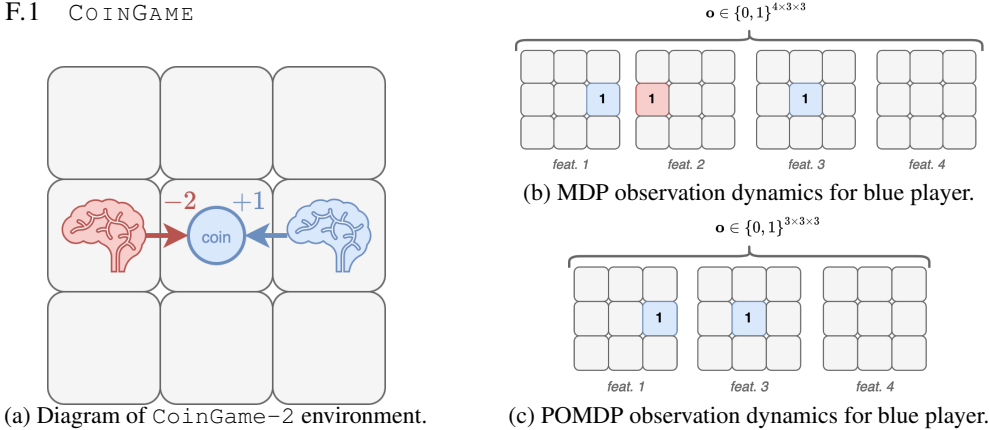 F.1 COINGAME
−2 +1
coin
(a) Diagram of CoinGame-2 environment.
o ∈ {0, 1}^{4×3×3}
1 1 1
feat. 1 feat. 2 feat. 3 feat. 4
(b) MDP observation dynamics for blue player.
o ∈ {0, 1}^{3×3×3}
1 1
feat. 1 feat. 3 feat. 4
(c) POMDP observation dynamics for blue player.